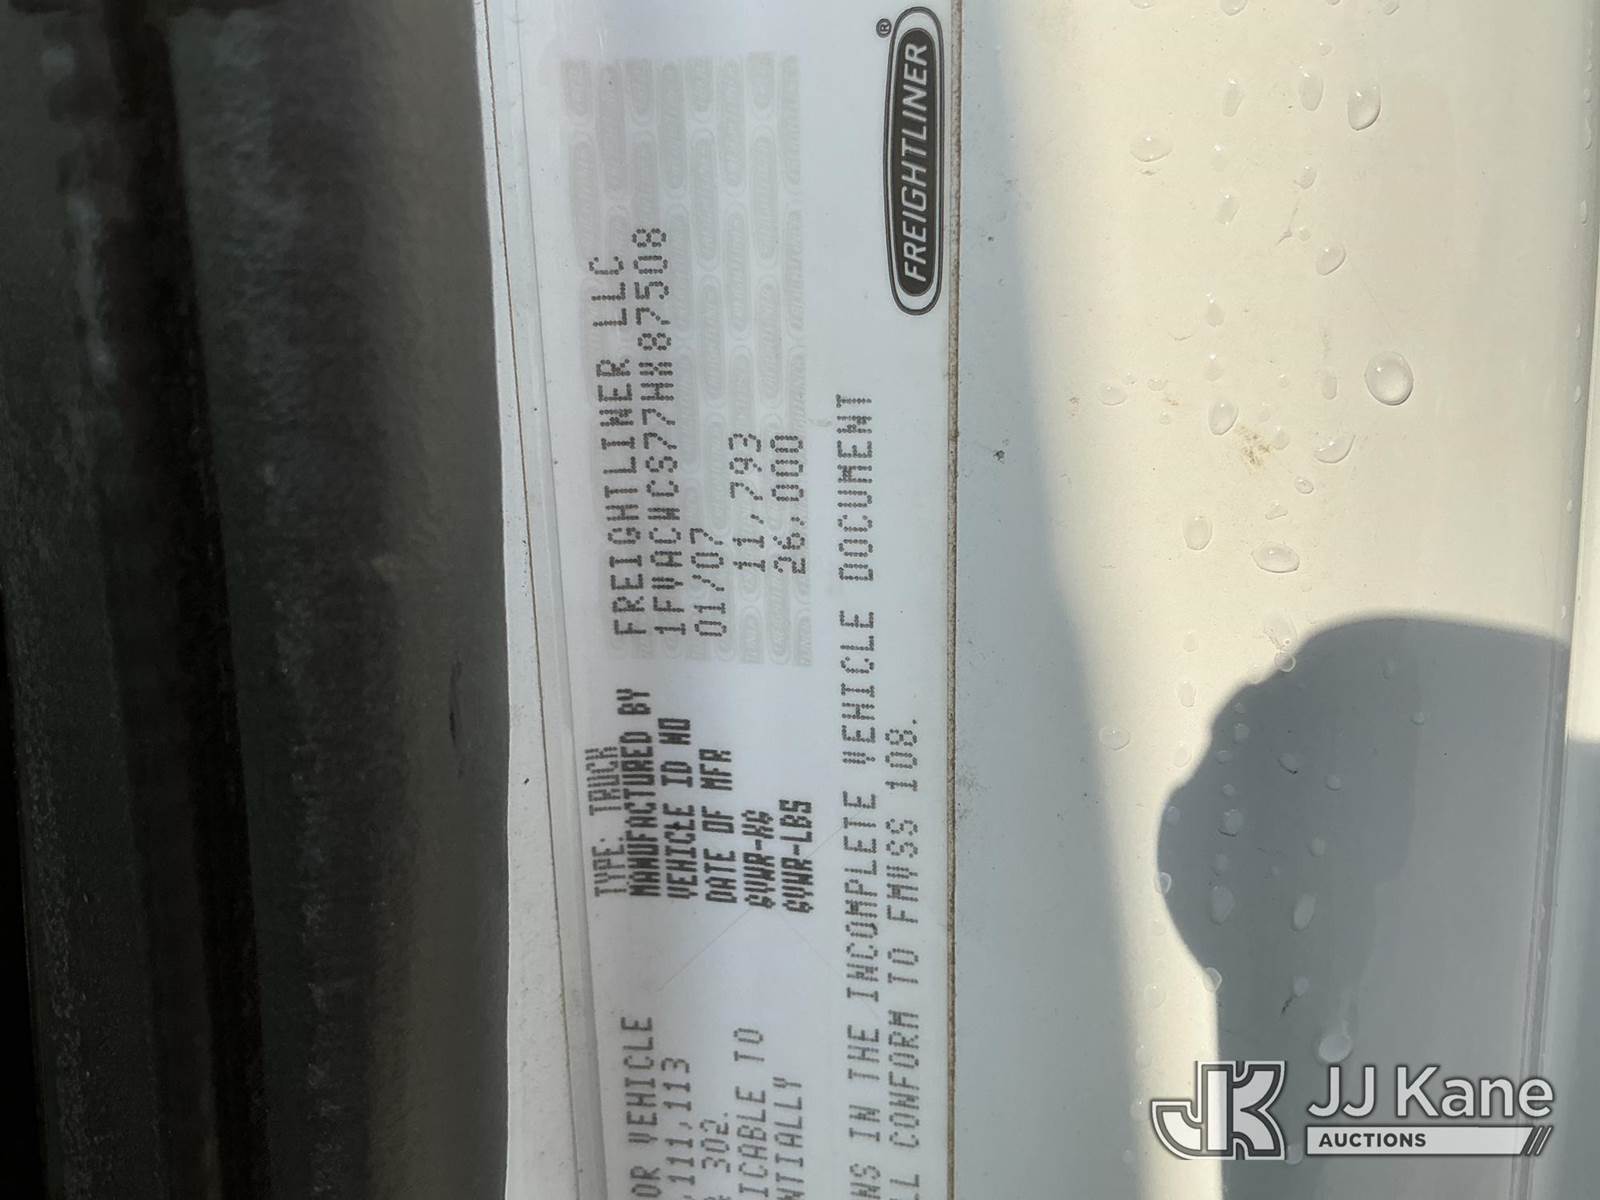 TYPE: TRUCK
MANUFACTURED BY FREIGHTLINER LLC
VEHICLE ID NO 1FVACWCS77HX87508
DATE OF MFR 01/07
GVWR-KG 11,793
GVWR-LBS 26,000
OR VEHICLE
,111,113
302.
ICABLE TO
NTIALLY
NS IN THE INCOMPLETE VEHICLE DOCUMENT
LL CONFORM TO FMVSS 108.
FREIGHTLINER®
JK JJ Kane
AUCTIONS